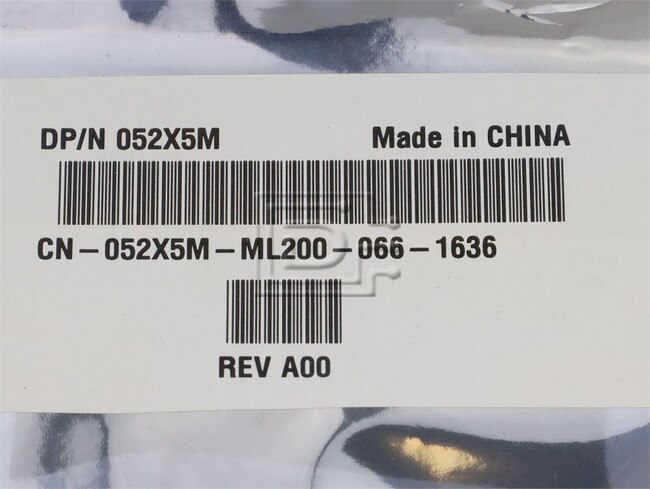 DP/N 052X5M Made in CHINA
CN-052X5M-ML200-066-1636
REV A00